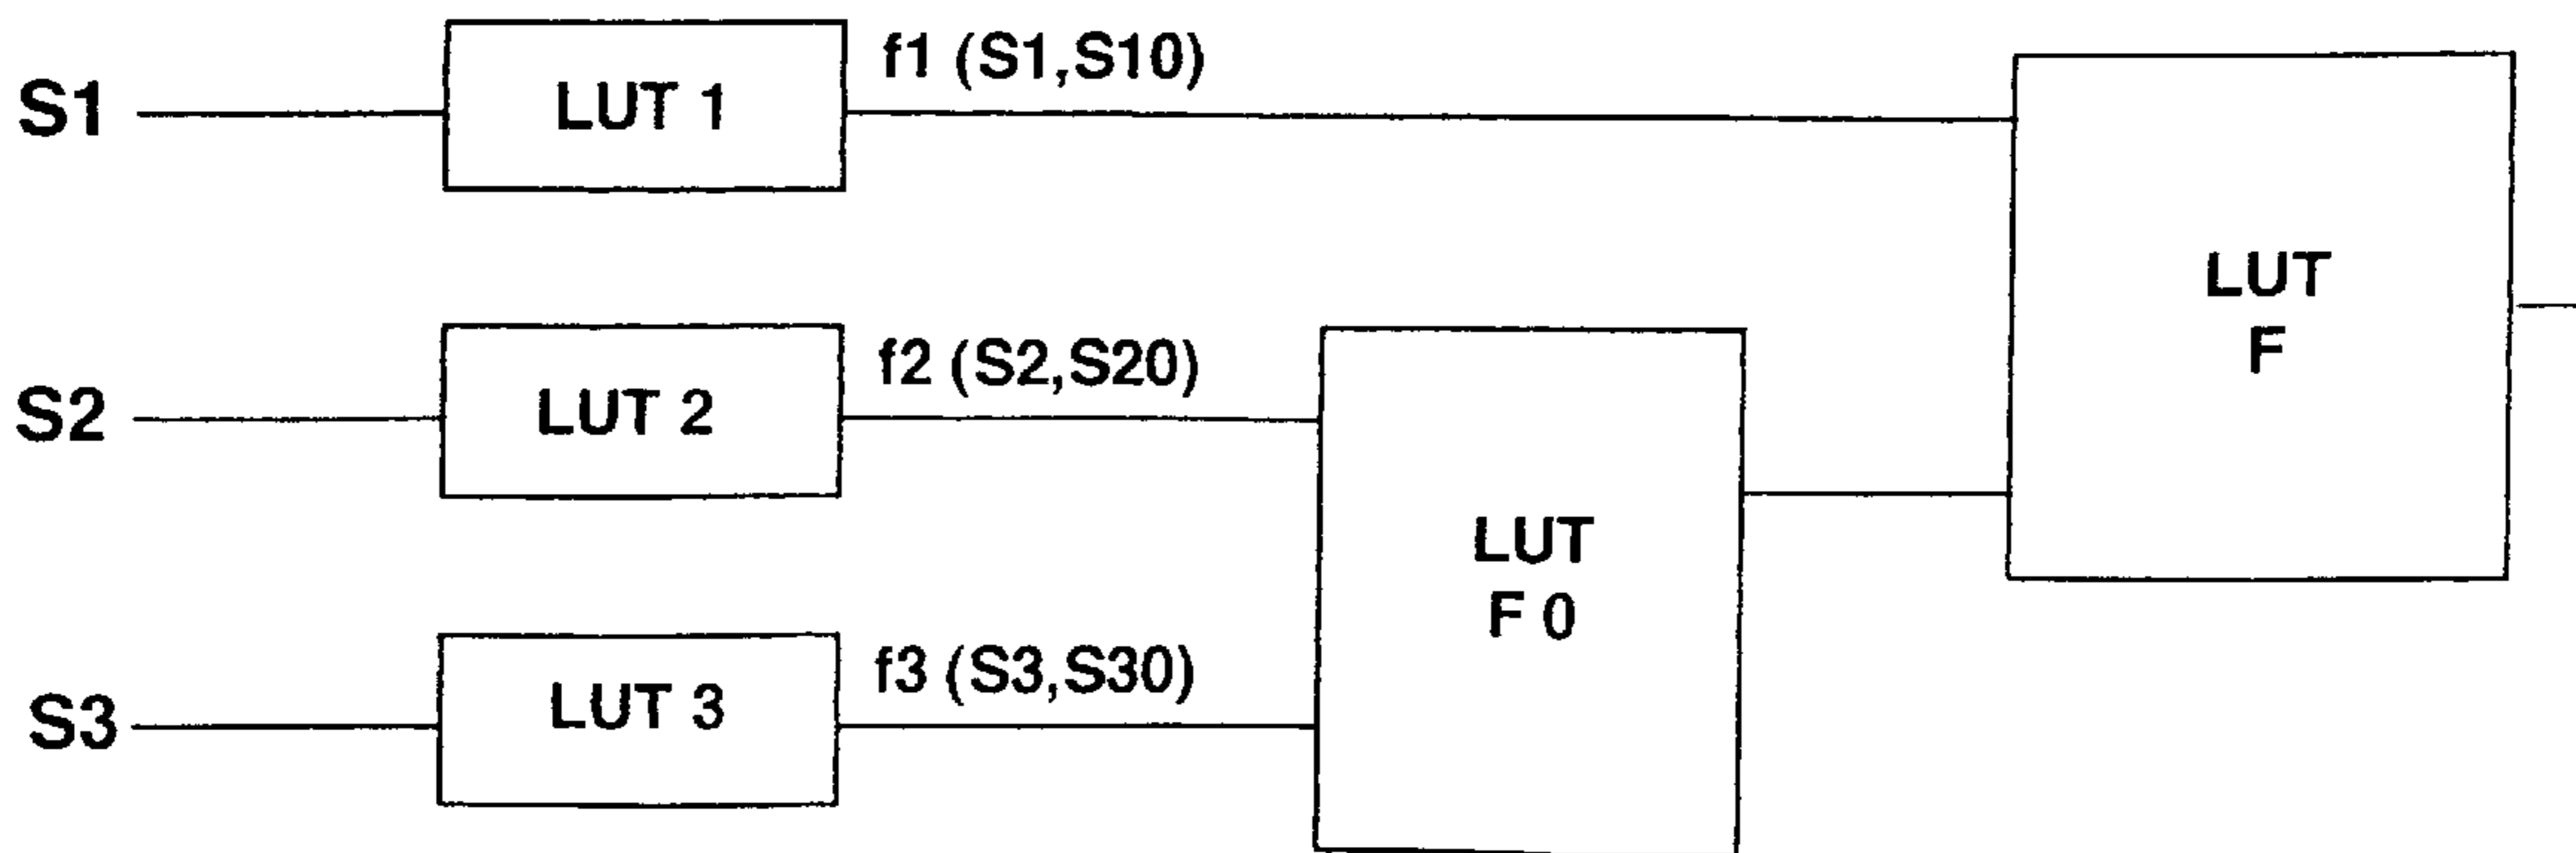 S1
LUT 1
f1 (S1,S10)
LUT
F
S2
LUT 2
f2 (S2,S20)
LUT
F 0
S3
LUT 3
f3 (S3,S30)